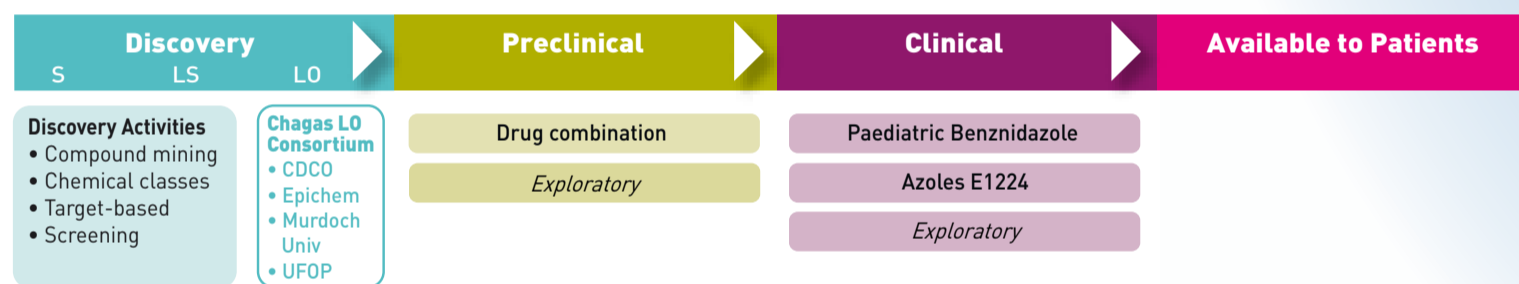 Discovery
S LS LO
Preclinical
Clinical
Available to Patients
Discovery Activities
• Compound mining
• Chemical classes
• Target-based
• Screening
Chagas LO
Consortium
• CDCO
• Epichem
• Murdoch
Univ
• UFOP
Drug combination
Exploratory
Paediatric Benznidazole
Azoles E1224
Exploratory